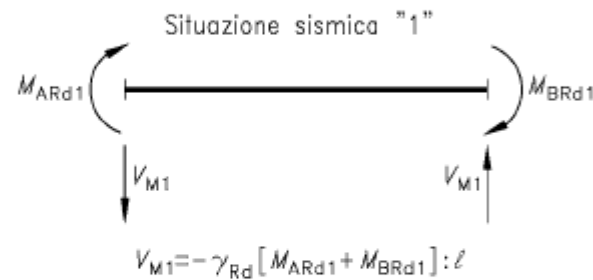 Situazione sismica "1"
M_ARd1 M_BRd1
V_M1 V_M1
V_M1=-γ_Rd[M_ARd1+M_BRd1]:ℓ